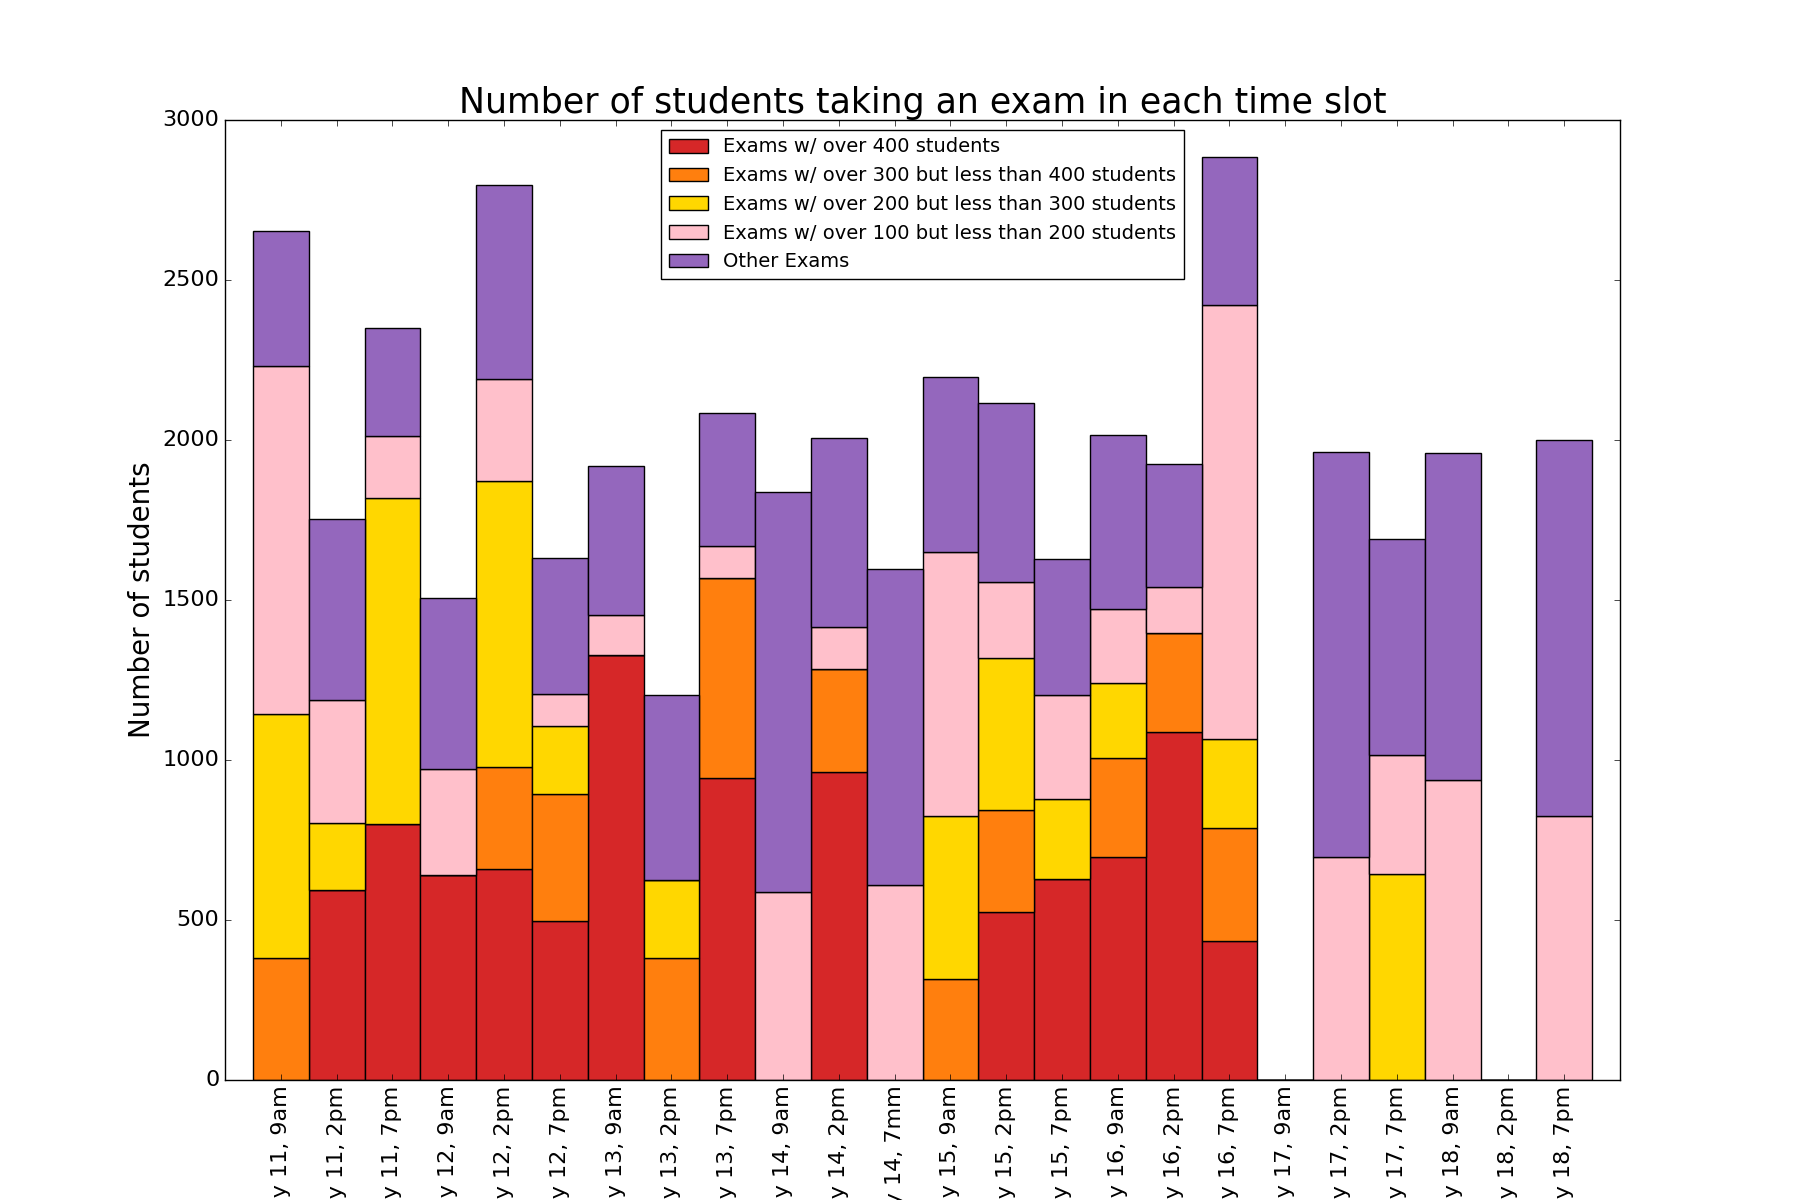 Number of students taking an exam in each time slot
Exams w/ over 400 students
Exams w/ over 300 but less than 400 students
Exams w/ over 200 but less than 300 students
Exams w/ over 100 but less than 200 students
Other Exams
Number of students
3000
2500
2000
1500
1000
500
0
y 11, 9am
y 11, 2pm
y 11, 7pm
y 12, 9am
y 12, 2pm
y 12, 7pm
y 13, 9am
y 13, 2pm
y 13, 7pm
y 14, 9am
y 14, 2pm
y 14, 7mm
y 15, 9am
y 15, 2pm
y 15, 7pm
y 16, 9am
y 16, 2pm
y 16, 7pm
y 17, 9am
y 17, 2pm
y 17, 7pm
y 18, 9am
y 18, 2pm
y 18, 7pm